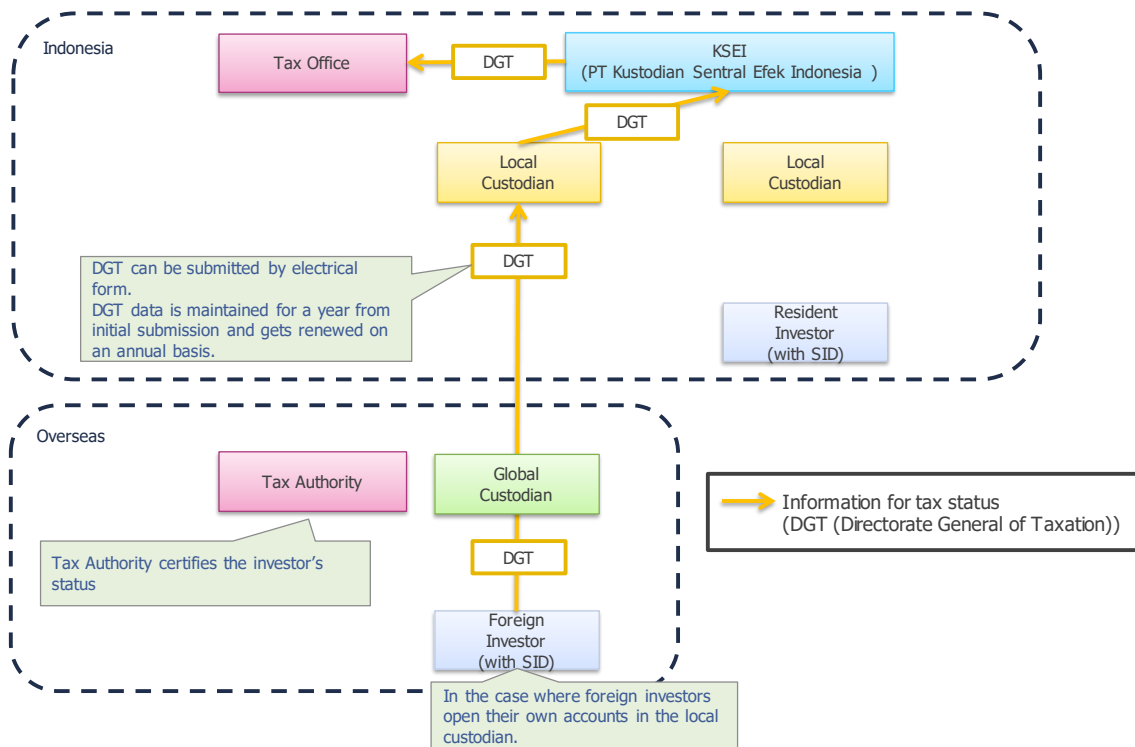 Indonesia
Tax Office
DGT
KSEI
(PT Kustodian Sentral Efek Indonesia )
DGT
Local
Custodian
Local
Custodian
DGT
DGT can be submitted by electrical
form.
DGT data is maintained for a year from
initial submission and gets renewed on
an annual basis.
Resident
Investor
(with SID)
Overseas
Tax Authority
Global
Custodian
Information for tax status
(DGT (Directorate General of Taxation))
Tax Authority certifies the investor's
status
DGT
Foreign
Investor
(with SID)
In the case where foreign investors
open their own accounts in the local
custodian.